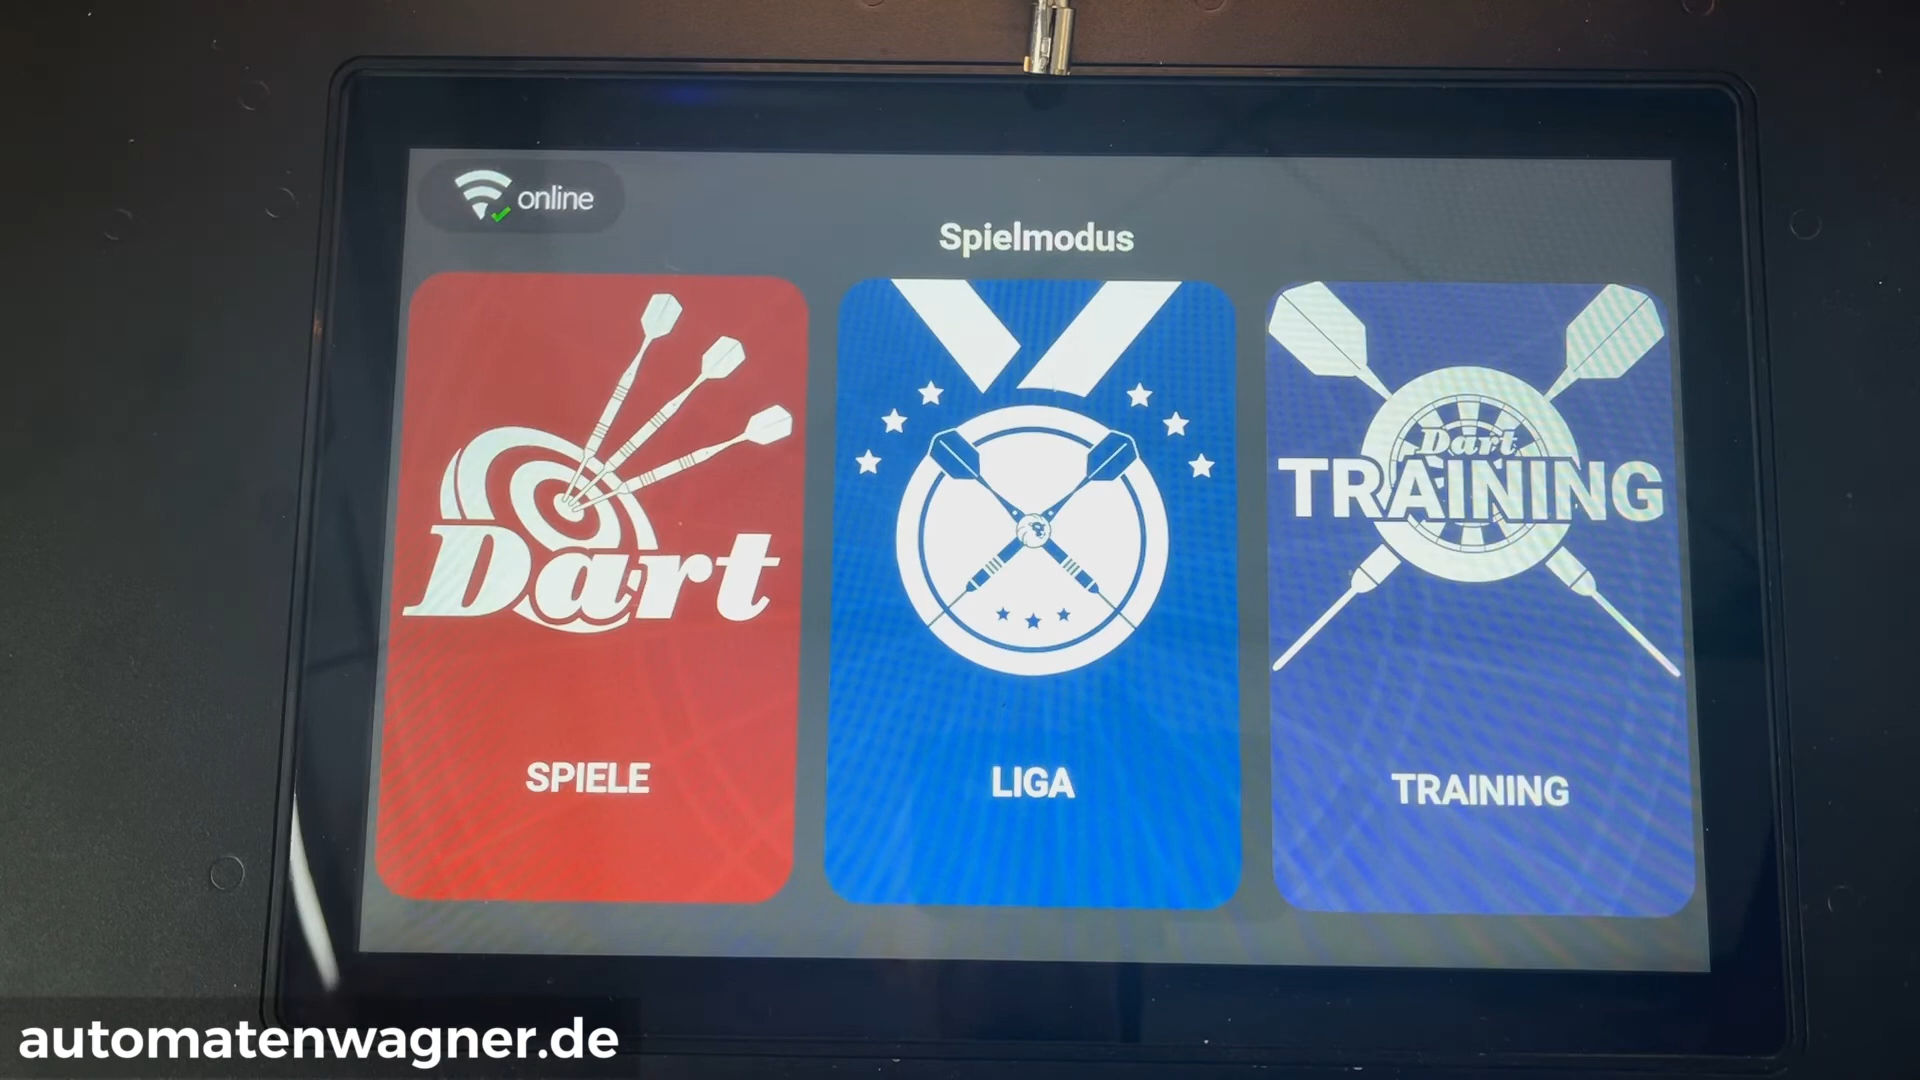 online
Spielmodus
Dart
SPIELE
LIGA
Dart
TRAINING
TRAINING
automatenwagner.de